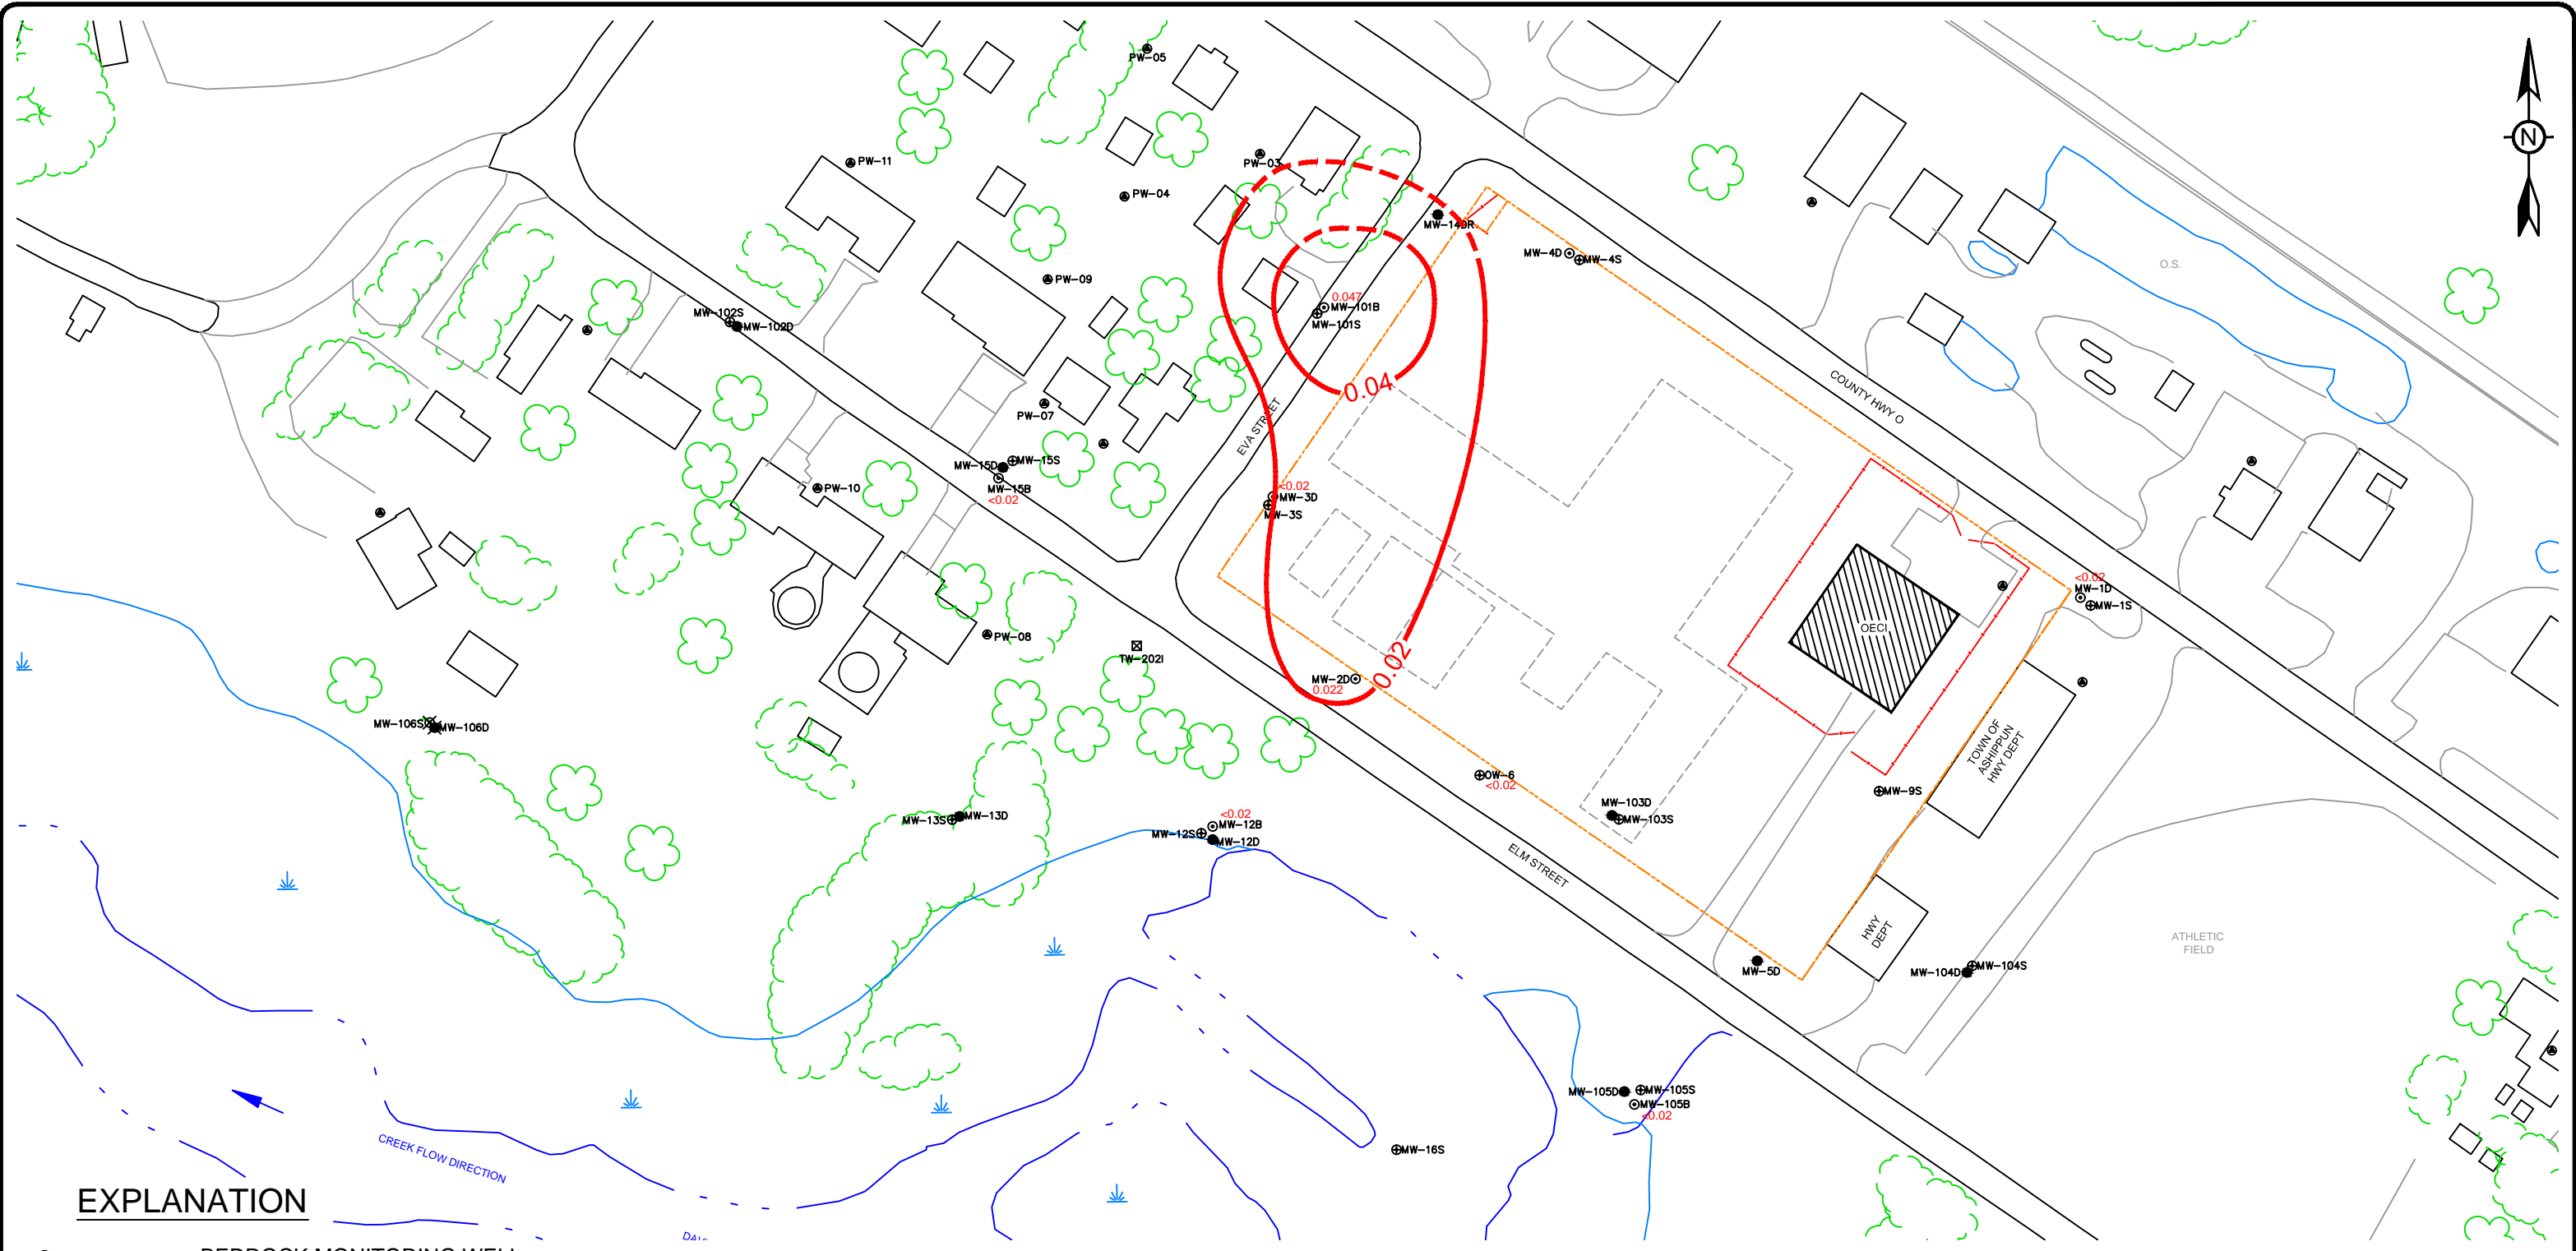 PW-05
N
PW-11
PW-03
PW-04
MW-14DR
MW-4D
MW-4S
O.S.
PW-09
0.047
MW-101B
MW-101S
MW-102S
MW-102D
0.04
COUNTY HWY O
PW-07
EVA STREET
MW-15D
MW-15S
MW-15B
<0.02
PW-10
<0.02
MW-3D
MW-3S
<0.02
MW-1D
MW-1S
OECI
PW-08
TW-202I
0.02
MW-2D
0.022
MW-106S
MW-106D
TOWN OF
ASHIPPUN
HWY DEPT
OW-6
<0.02
MW-9S
MW-103D
MW-103S
MW-13S
MW-13D
<0.02
MW-12B
MW-12S
MW-12D
ELM STREET
HWY
DEPT
ATHLETIC
FIELD
MW-5D
MW-104D
MW-104S
MW-105D
MW-105S
MW-105B
<0.02
MW-16S
CREEK FLOW DIRECTION
EXPLANATION
BEDROCK MONITORING WELL